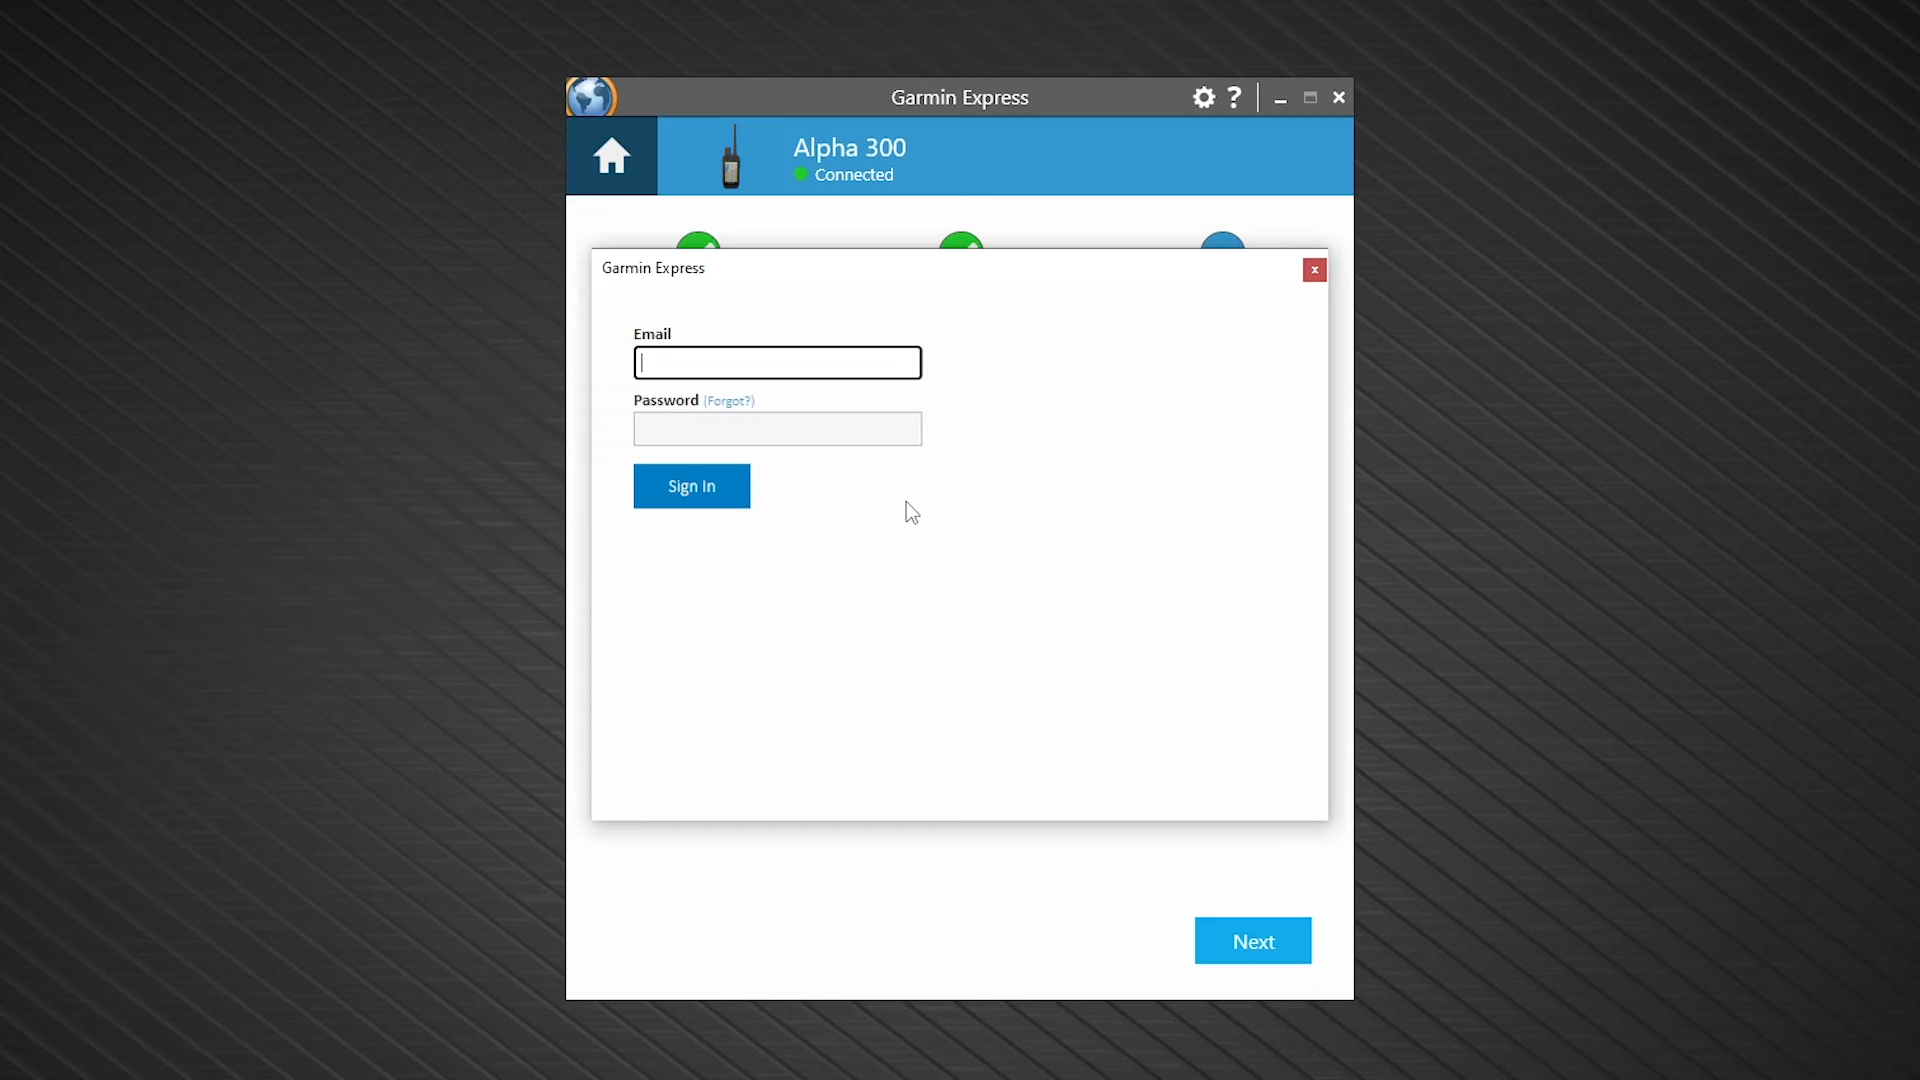 Garmin Express
?
Alpha 300
Connected
Garmin Express
x
Email
Password (Forgot?)
Sign In
Next